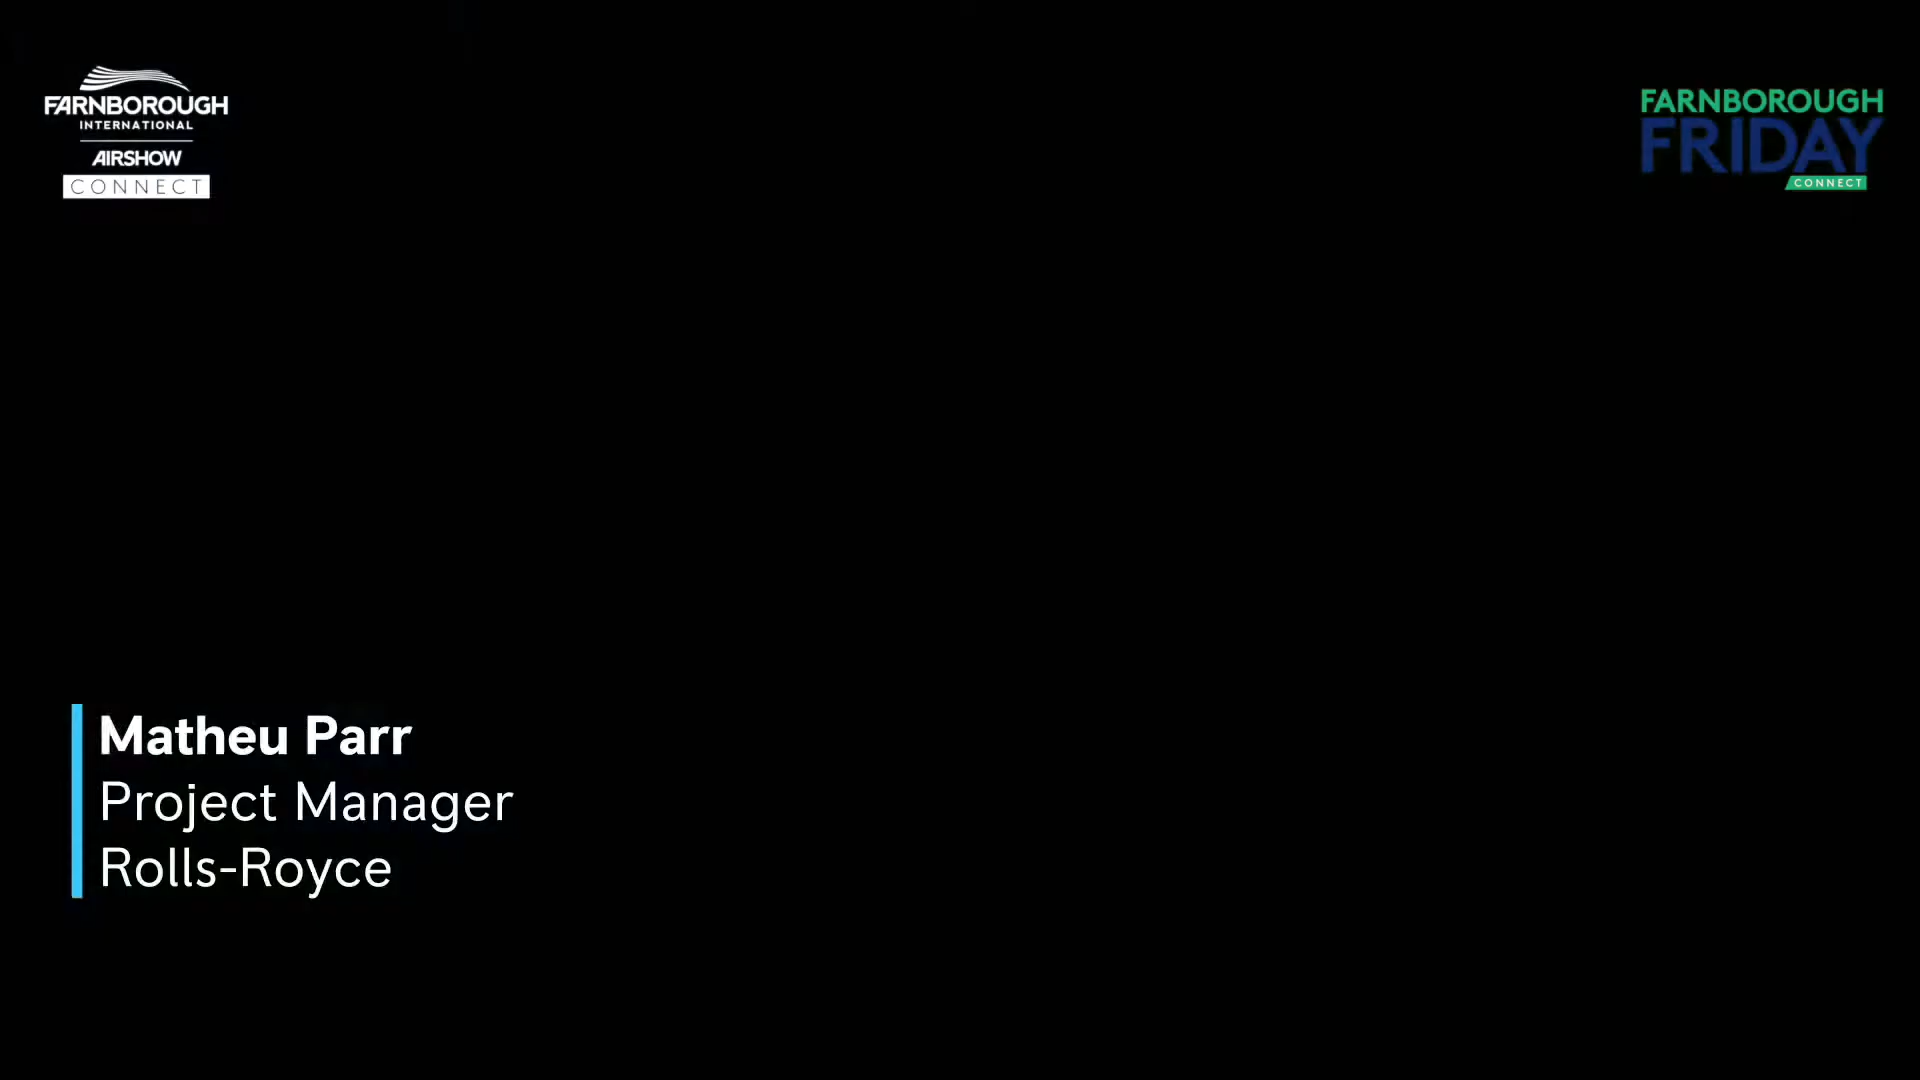 FARNBOROUGH
INTERNATIONAL
AIRSHOW
CONNECT
FARNBOROUGH
FRIDAY
CONNECT
Matheu Parr
Project Manager
Rolls-Royce